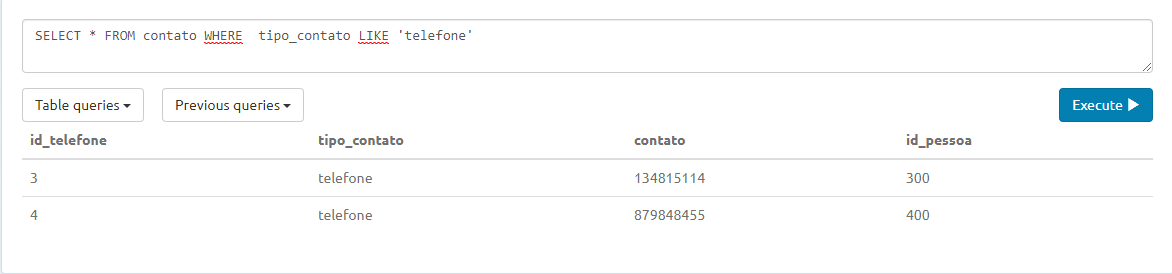 SELECT * FROM contato WHERE  tipo_contato LIKE 'telefone'
Table queries Previous queries Execute
id_telefone tipo_contato contato id_pessoa
3 telefone 134815114 300
4 telefone 879848455 400